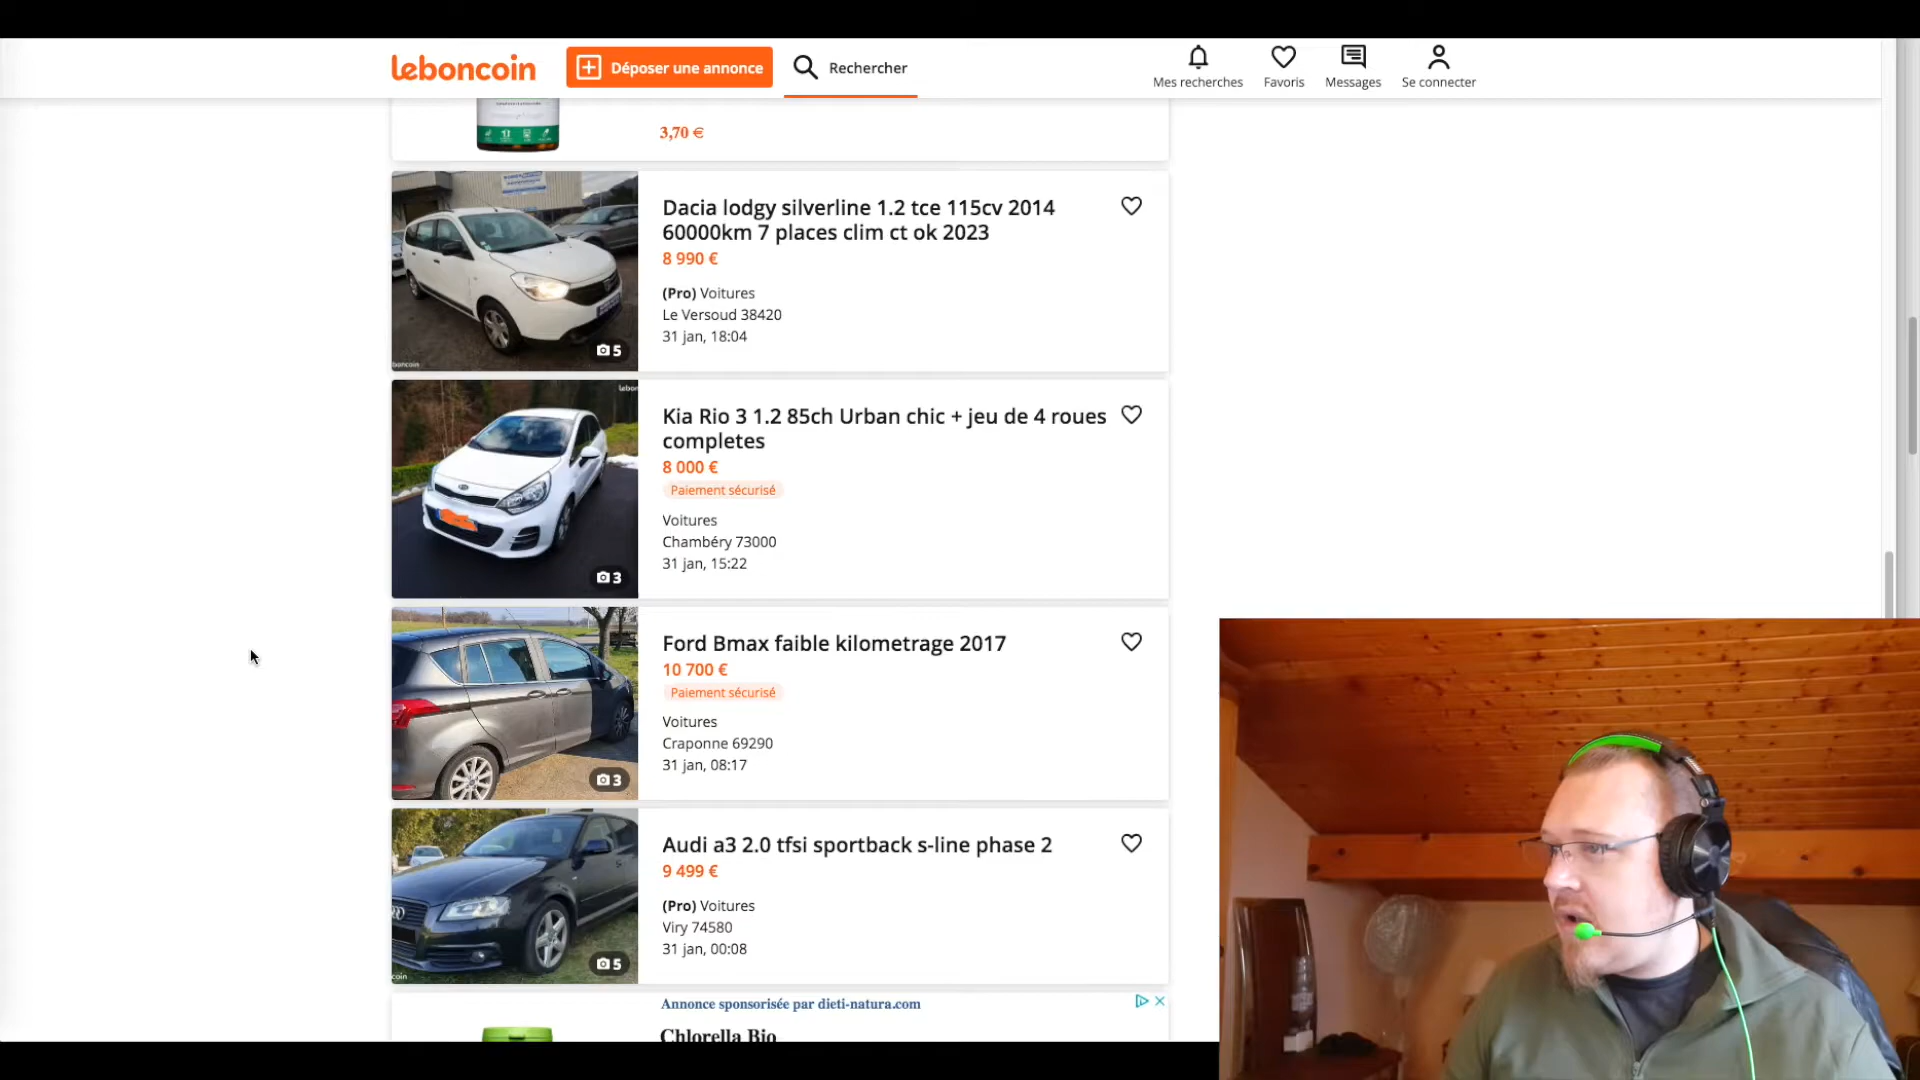 leboncoin
Déposer une annonce
Rechercher
Mes recherches
Favoris
Messages
Se connecter
3,70 €
Dacia lodgy silverline 1.2 tce 115cv 2014
60000km 7 places clim ct ok 2023
8 990 €
(Pro) Voitures
Le Versoud 38420
31 jan, 18:04
5
Kia Rio 3 1.2 85ch Urban chic + jeu de 4 roues
completes
8 000 €
Paiement sécurisé
Voitures
Chambéry 73000
31 jan, 15:22
3
Ford Bmax faible kilometrage 2017
10 700 €
Paiement sécurisé
Voitures
Craponne 69290
31 jan, 08:17
3
Audi a3 2.0 tfsi sportback s-line phase 2
9 499 €
(Pro) Voitures
Viry 74580
31 jan, 00:08
5
Annonce sponsorisée par dieti-natura.com
Chlorella Bio